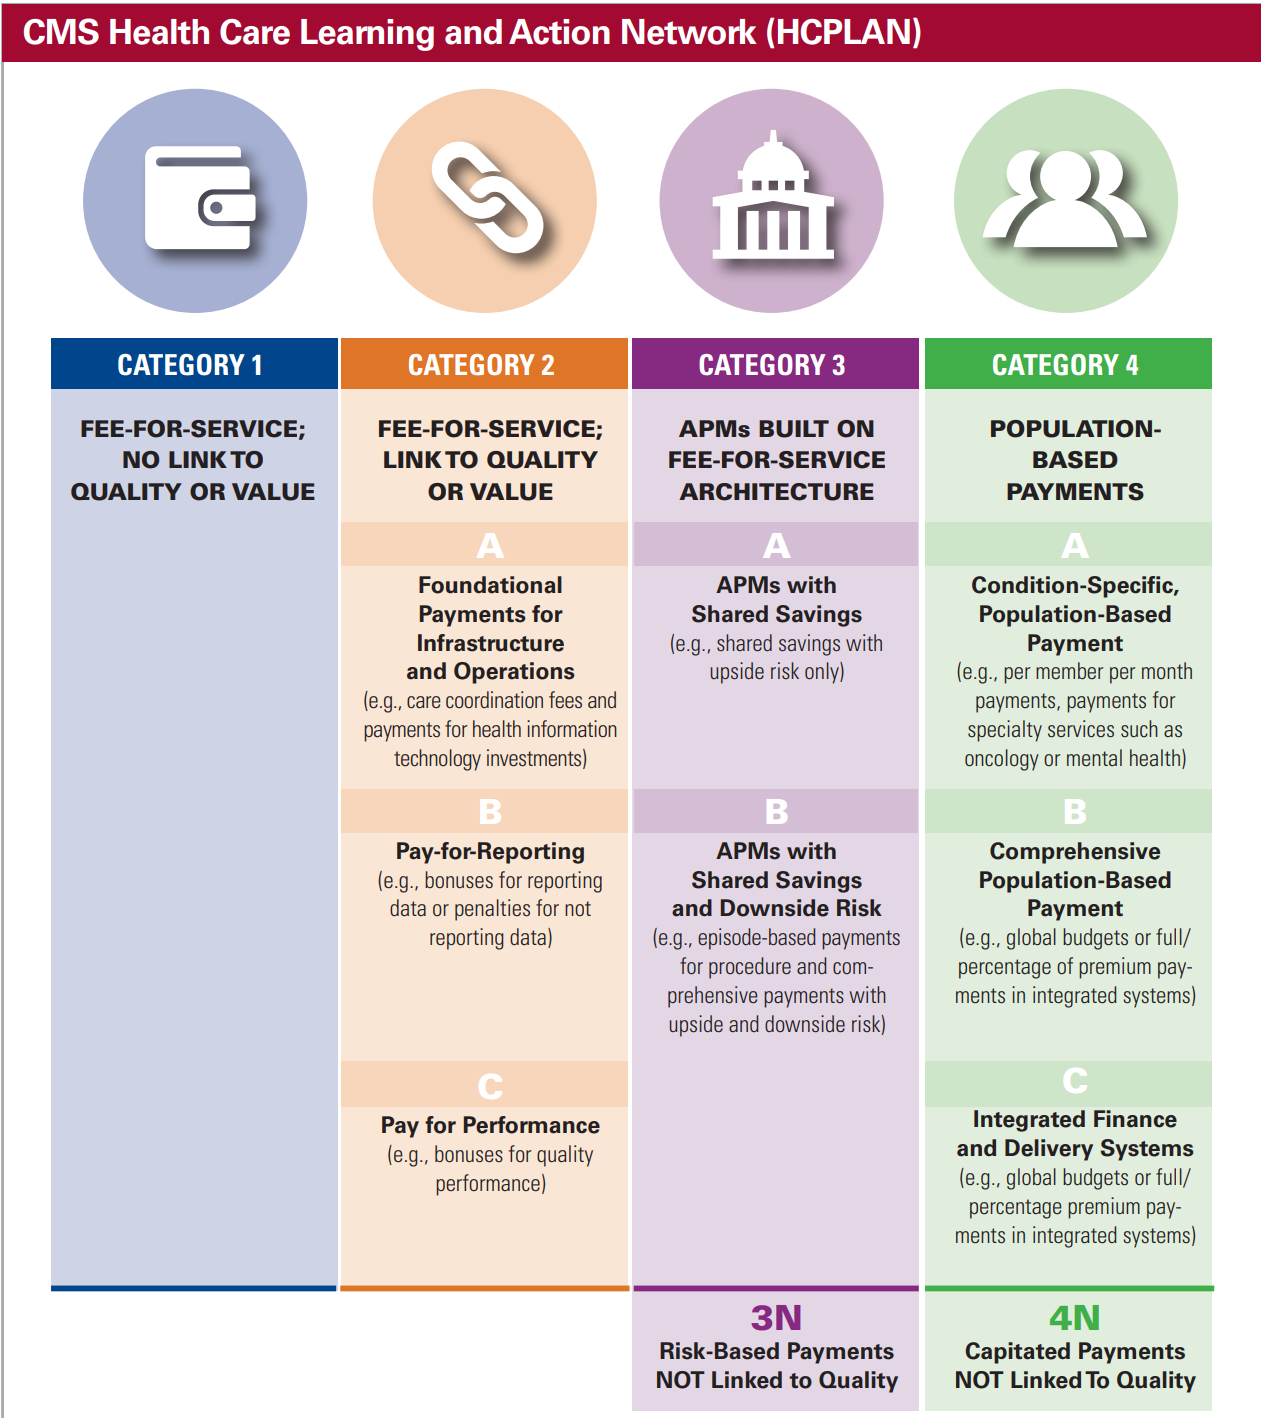 CMS Health Care Learning and Action Network (HCPLAN)
CATEGORY 1
FEE-FOR-SERVICE;
NO LINK TO
QUALITY OR VALUE
CATEGORY 2
FEE-FOR-SERVICE;
LINK TO QUALITY
OR VALUE
A
Foundational
Payments for
Infrastructure
and Operations
(e.g., care coordination fees and
payments for health information
technology investments)
B
Pay-for-Reporting
(e.g., bonuses for reporting
data or penalties for not
reporting data)
C
Pay for Performance
(e.g., bonuses for quality
performance)
CATEGORY 3
APMs BUILT ON
FEE-FOR-SERVICE
ARCHITECTURE
A
APMs with
Shared Savings
(e.g., shared savings with
upside risk only)
B
APMs with
Shared Savings
and Downside Risk
(e.g., episode-based payments
for procedure and com-
prehensive payments with
upside and downside risk)
3N
Risk-Based Payments
NOT Linked to Quality
CATEGORY 4
POPULATION-
BASED
PAYMENTS
A
Condition-Specific,
Population-Based
Payment
(e.g., per member per month
payments, payments for
specialty services such as
oncology or mental health)
B
Comprehensive
Population-Based
Payment
(e.g., global budgets or full/
percentage of premium pay-
ments in integrated systems)
C
Integrated Finance
and Delivery Systems
(e.g., global budgets or full/
percentage premium pay-
ments in integrated systems)
4N
Capitated Payments
NOT Linked To Quality